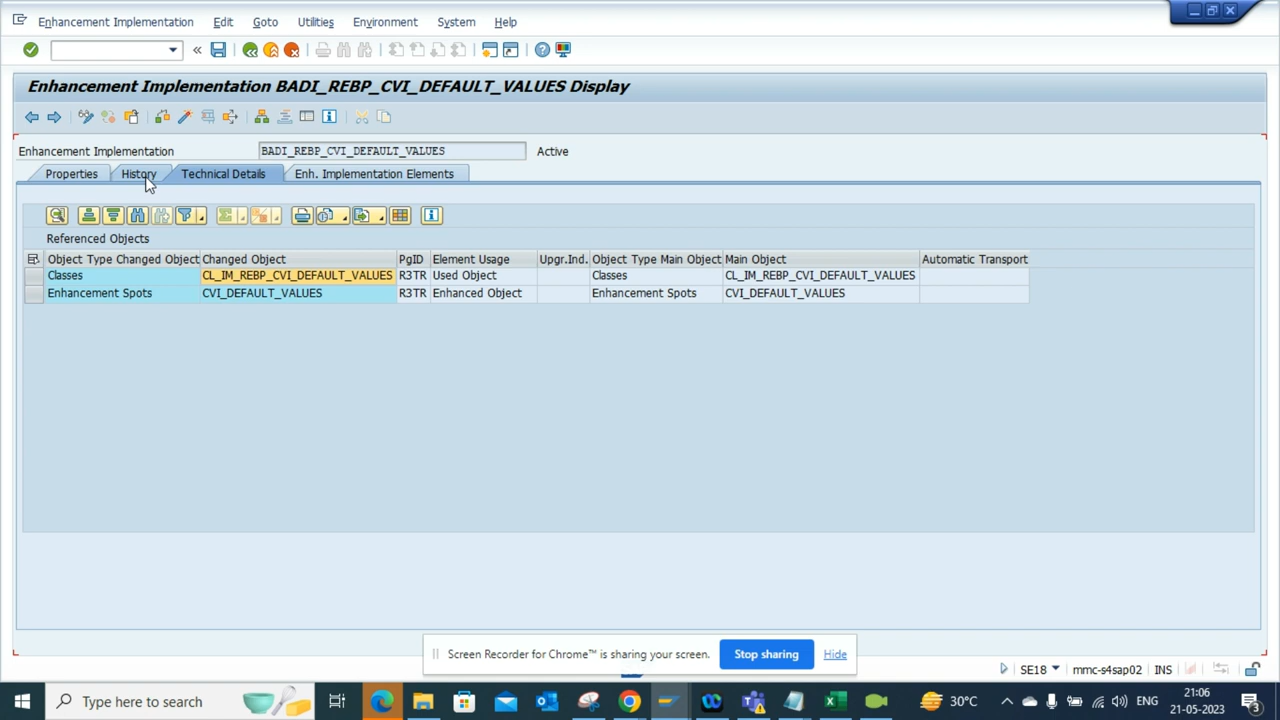 Enhancement Implementation Edit Goto Utilities Environment System Help
Enhancement Implementation BADI_REBP_CVI_DEFAULT_VALUES Display
Enhancement Implementation BADI_REBP_CVI_DEFAULT_VALUES Active
Properties History Technical Details Enh. Implementation Elements
Referenced Objects
Object Type Changed Object Changed Object PgID Element Usage Upgr.Ind. Object Type Main Object Main Object Automatic Transport
Classes CL_IM_REBP_CVI_DEFAULT_VALUES R3TR Used Object Classes CL_IM_REBP_CVI_DEFAULT_VALUES
Enhancement Spots CVI_DEFAULT_VALUES R3TR Enhanced Object Enhancement Spots CVI_DEFAULT_VALUES
Screen Recorder for Chrome™ is sharing your screen. Stop sharing Hide
SE18 mmc-s4sap02 INS
Type here to search 30°C ENG 21:06
21-05-2023 3